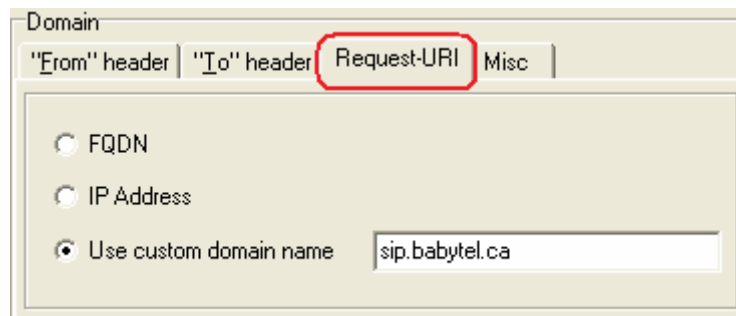 Domain
"From" header "To" header Request-URI Misc
FQDN
IP Address
Use custom domain name sip.babytel.ca